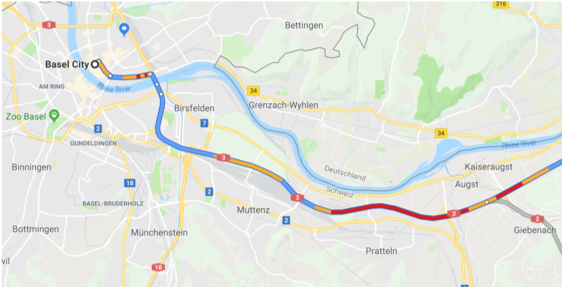 316
3
Bettingen
Basel City
AM RING
Rhine River
34
Grenzach-Wyhlen
Birsfelden
Zoo Basel
7
34
Rhine River
2
GUNDELDINGEN
Deutschland
Schweiz
Kaiseraugst
Binningen
3
Augst
18
2
BASEL-BRUDERHOLZ
3
Muttenz
3
2
Giebenach
2
Bottmingen
Münchenstein
Pratteln
wil
18